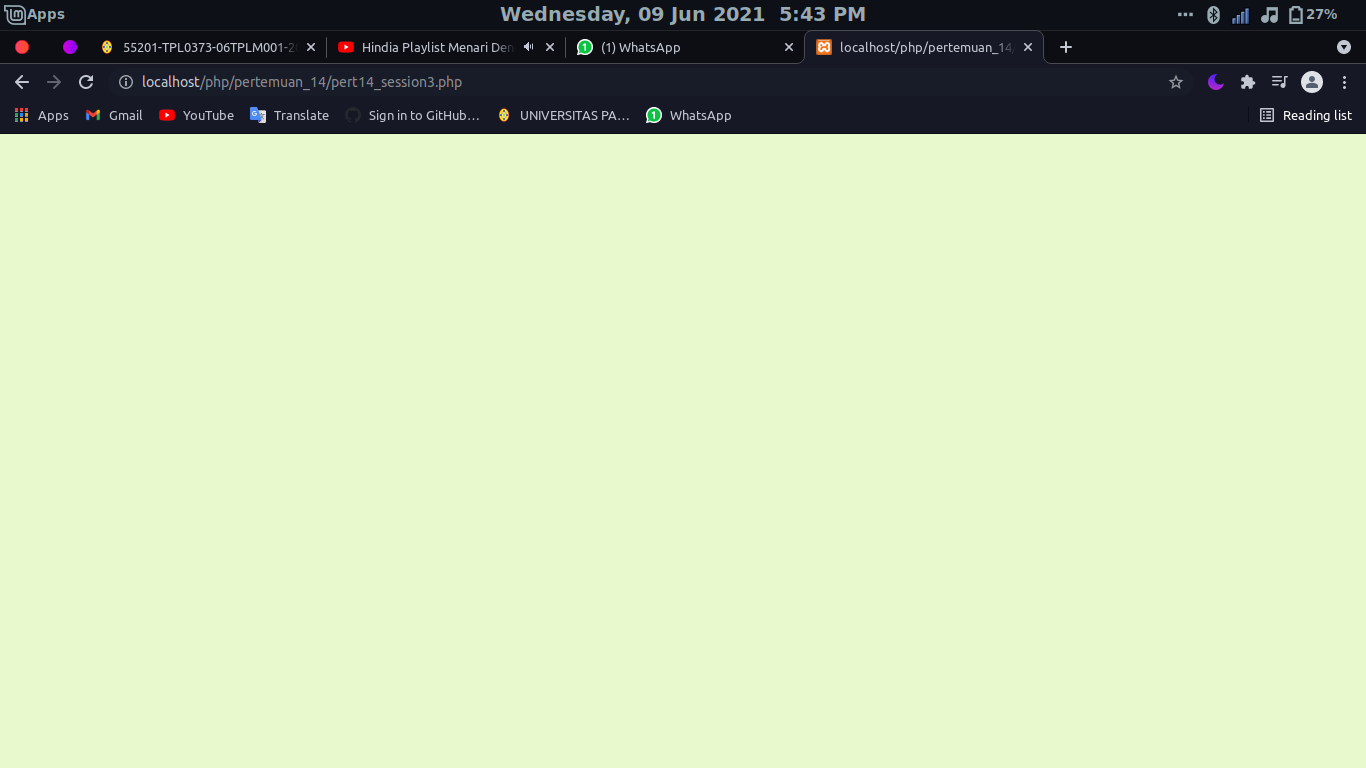 Apps
Wednesday, 09 Jun 2021 5:43 PM
27%
55201-TPL0373-06TPLM001-2
Hindia Playlist Menari Den
(1) WhatsApp
localhost/php/pertemuan_14/
localhost/php/pertemuan_14/pert14_session3.php
Apps
Gmail
YouTube
Translate
Sign in to GitHub...
UNIVERSITAS PA...
1
WhatsApp
Reading list